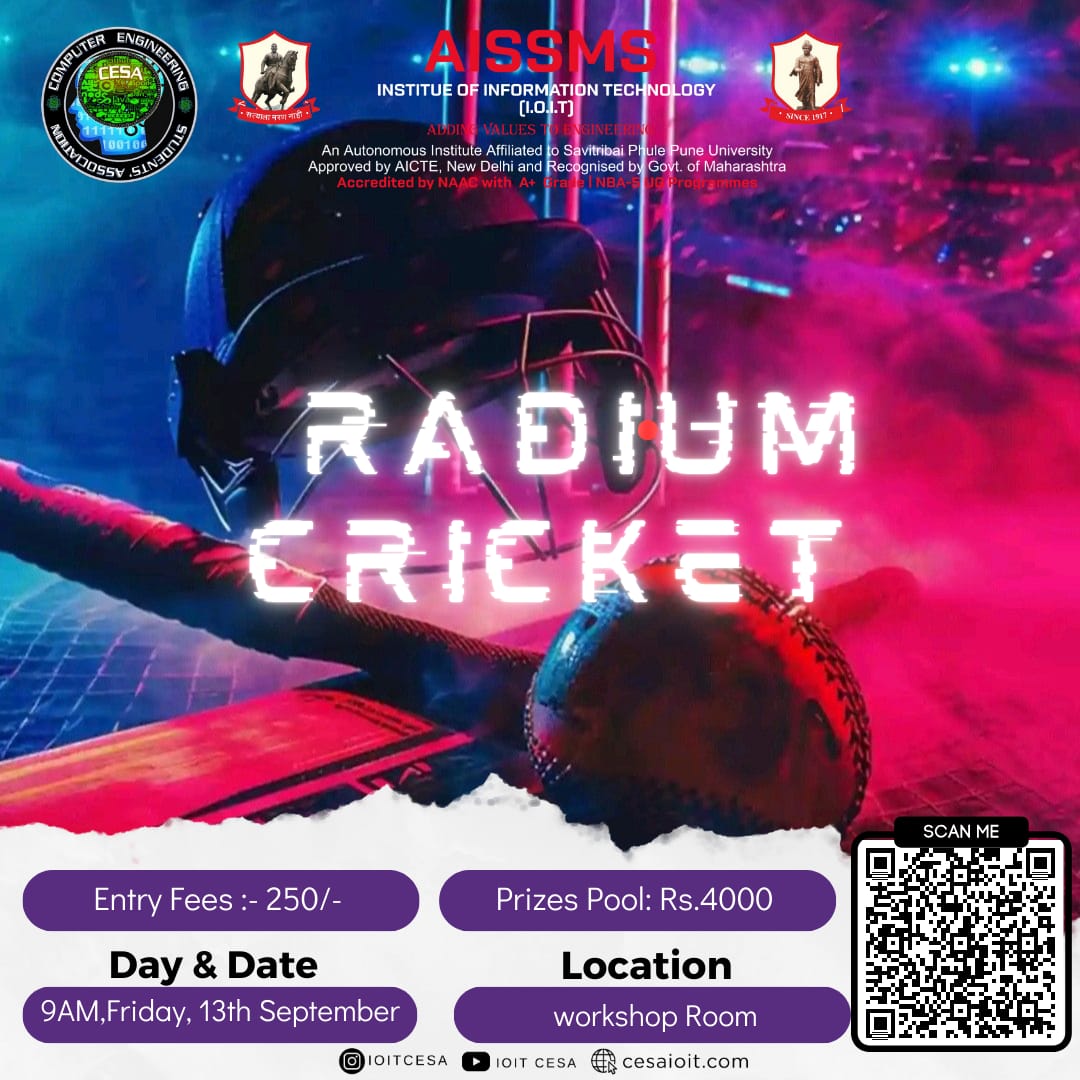 COMPUTER ENGINEERING
STUDENTS' ASSOCIATION
CESA
सत्याला मरण नाही
AISSMS
INSTITUE OF INFORMATION TECHNOLOGY
(I.O.I.T)
ADDING VALUES TO ENGINEERING
An Autonomous Institute Affiliated to Savitribai Phule Pune University
Approved by AICTE, New Delhi and Recognised by Govt. of Maharashtra
Accredited by NAAC with A+ Grade | NBA-5 UG Programmes
SINCE 1917
RADIUM
CRICKET
SCAN ME
Entry Fees :- 250/-
Prizes Pool: Rs.4000
Day & Date
Location
9AM,Friday, 13th September
workshop Room
IOITCESA
IOIT CESA
cesaioit.com